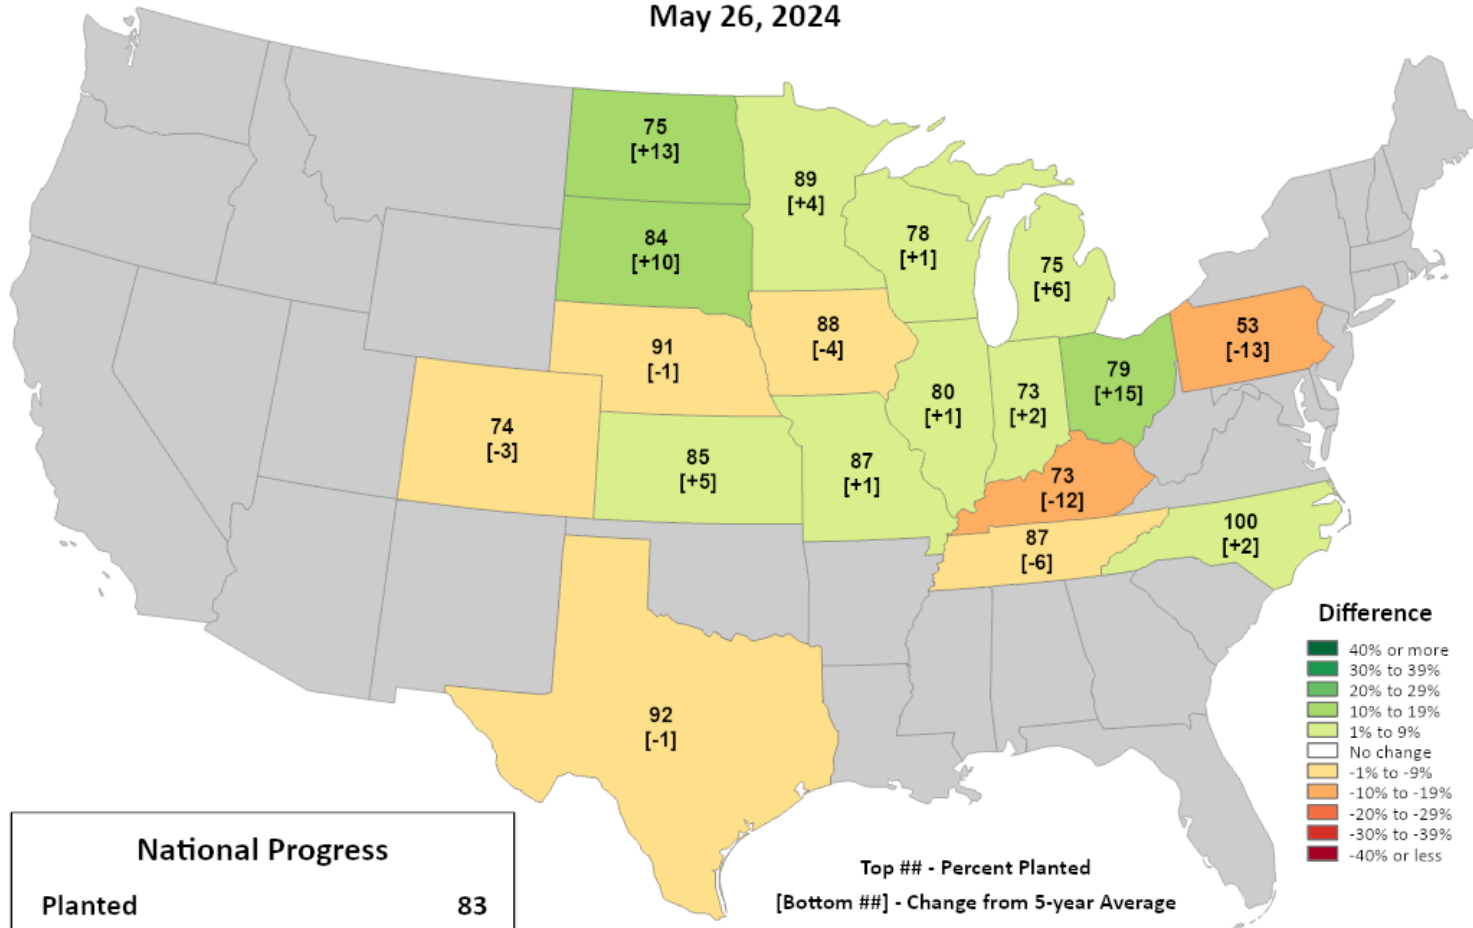 May 26, 2024
75
[+13]
89
[+4]
84
[+10]
78
[+1]
75
[+6]
91
[-1]
88
[-4]
53
[-13]
79
[+15]
80
[+1]
73
[+2]
74
[-3]
85
[+5]
87
[+1]
73
[-12]
100
[+2]
87
[-6]
92
[-1]
Difference
40% or more
30% to 39%
20% to 29%
10% to 19%
1% to 9%
No change
-1% to -9%
-10% to -19%
-20% to -29%
-30% to -39%
-40% or less
National Progress
Planted 83
Top ## - Percent Planted
[Bottom ##] - Change from 5-year Average